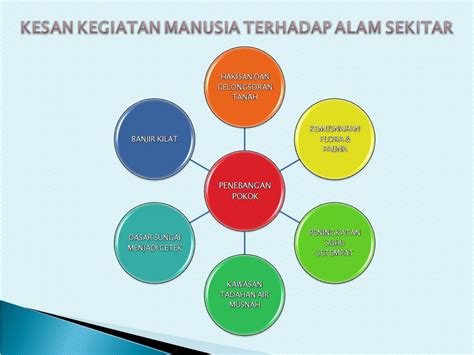 KESAN KEGIATAN MANUSIA TERHADAP ALAM SEKITAR
HAKISAN DAN
GELONGSORAN
TANAH
BANJIR KILAT
KEMUSNAHAN
FLORA &
FAUNA
PENEBANGAN
POKOK
DASAR SUNGAI
MENJADI CETEK
PENINGKATAN
SUHU
SETEMPAT
KAWASAN
TADAHAN AIR
MUSNAH